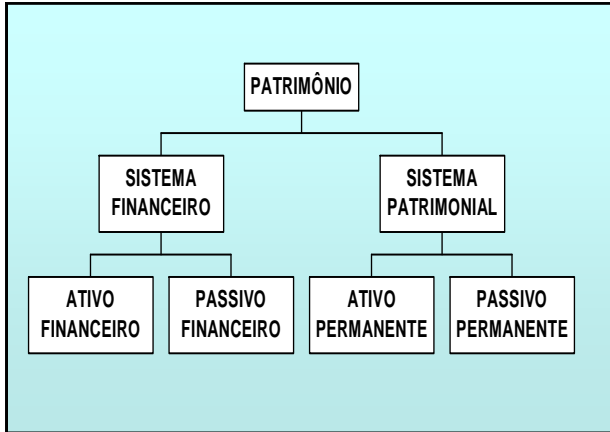 PATRIMÔNIO
SISTEMA
FINANCEIRO
SISTEMA
PATRIMONIAL
ATIVO
FINANCEIRO
PASSIVO
FINANCEIRO
ATIVO
PERMANENTE
PASSIVO
PERMANENTE